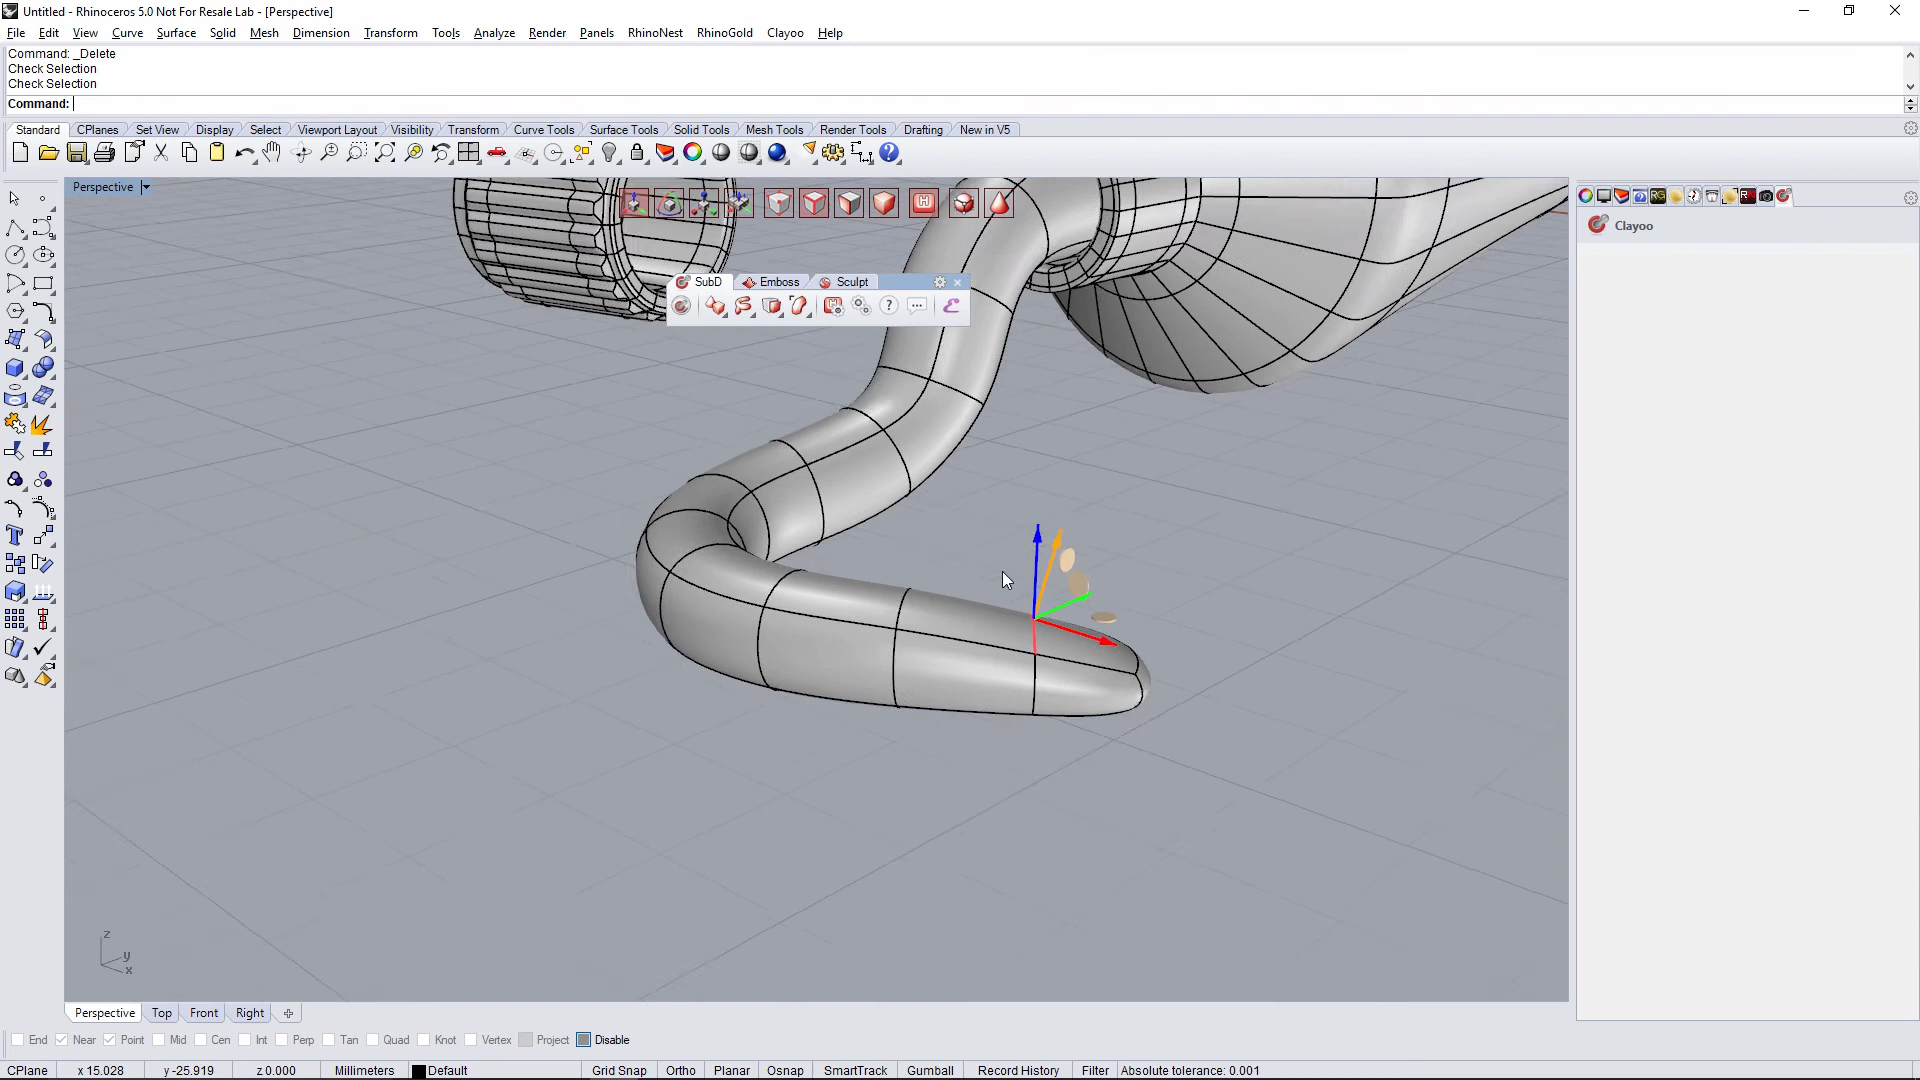 Untitled - Rhinoceros 5.0 Not For Resale Lab - [Perspective]
File Edit View Curve Surface Solid Mesh Dimension Transform Tools Analyze Render Panels RhinoNest RhinoGold Clayoo Help
Command: _Delete
Check Selection
Check Selection
Command:
Standard CPlanes Set View Display Select Viewport Layout Visibility Transform Curve Tools Surface Tools Solid Tools Mesh Tools Render Tools Drafting New in V5
Perspective
Clayoo
SubD Emboss Sculpt
z
y
x
Perspective Top Front Right
End Near Point Mid Cen Int Perp Tan Quad Knot Vertex Project Disable
CPlane x 15.028 y -25.919 z 0.000 Millimeters Default Grid Snap Ortho Planar Osnap SmartTrack Gumball Record History Filter Absolute tolerance: 0.001